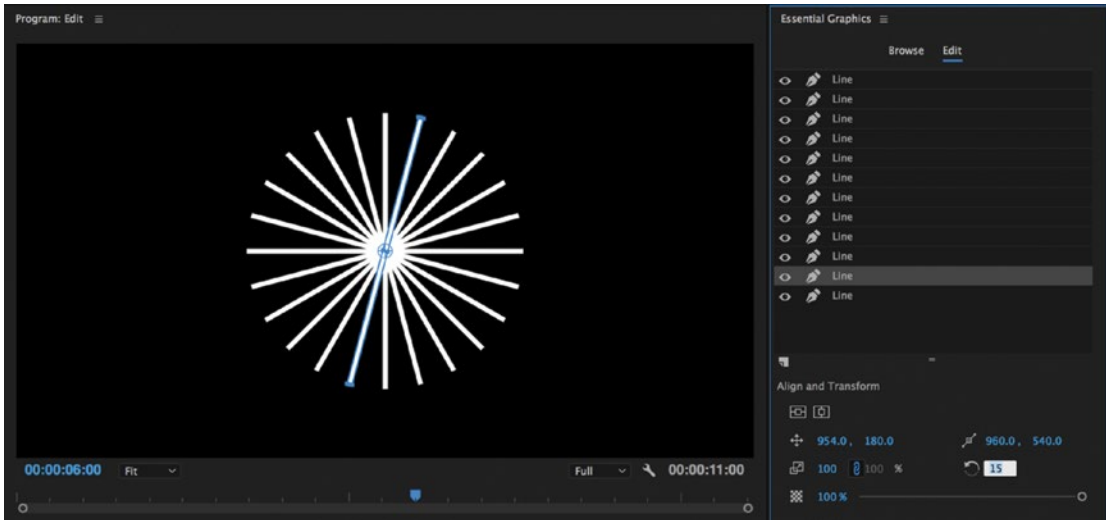 Program: Edit
Essential Graphics
Browse Edit
Line
Line
Line
Line
Line
Line
Line
Line
Line
Line
Line
Line
Align and Transform
954.0 , 180.0 960.0 , 540.0
100 100 % 15
100 %
00:00:06:00 Fit Full 00:00:11:00